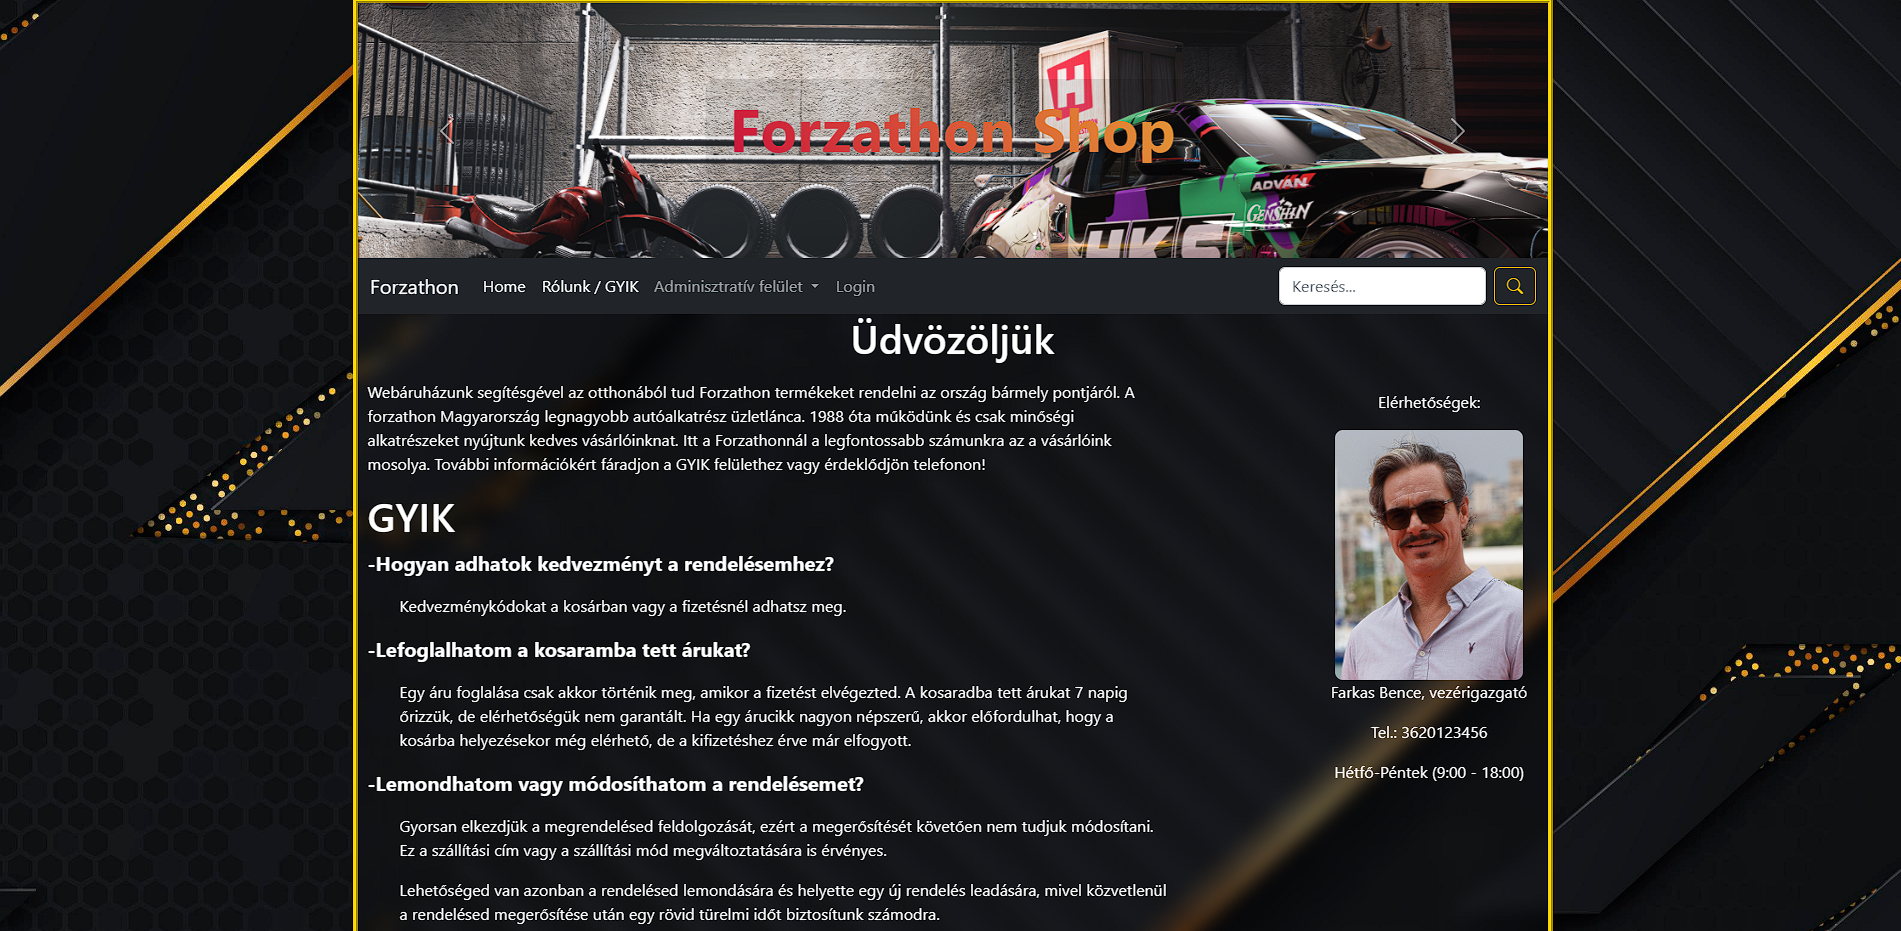 H
Forzathon Shop
ADVAN
GENSHIN
HKS
Forzathon Home Rólunk / GYIK Adminisztratív felület Login Keresés...
Üdvözöljük
Webáruházunk segítésgével az otthonából tud Forzathon termékeket rendelni az ország bármely pontjáról. A
forzathon Magyarország legnagyobb autóalkatrész üzletlánca. 1988 óta működünk és csak minőségi
alkatrészeket nyújtunk kedves vásárlóinknat. Itt a Forzathonnál a legfontossabb számunkra az a vásárlóink
mosolya. További információkért fáradjon a GYIK felülethez vagy érdeklődjön telefonon!
GYIK
-Hogyan adhatok kedvezményt a rendelésemhez?
Kedvezménykódokat a kosárban vagy a fizetésnél adhatsz meg.
-Lefoglalhatom a kosaramba tett árukat?
Egy áru foglalása csak akkor történik meg, amikor a fizetést elvégezted. A kosaradba tett árukat 7 napig
őrizzük, de elérhetőségük nem garantált. Ha egy árucikk nagyon népszerű, akkor előfordulhat, hogy a
kosárba helyezésekor még elérhető, de a kifizetéshez érve már elfogyott.
-Lemondhatom vagy módosíthatom a rendelésemet?
Gyorsan elkezdjük a megrendelésed feldolgozását, ezért a megerősítését követően nem tudjuk módosítani.
Ez a szállítási cím vagy a szállítási mód megváltoztatására is érvényes.
Lehetőséged van azonban a rendelésed lemondására és helyette egy új rendelés leadására, mivel közvetlenül
a rendelésed megerősítése után egy rövid türelmi időt biztosítunk számodra.
Elérhetőségek:
Farkas Bence, vezérigazgató
Tel.: 3620123456
Hétfő-Péntek (9:00 - 18:00)